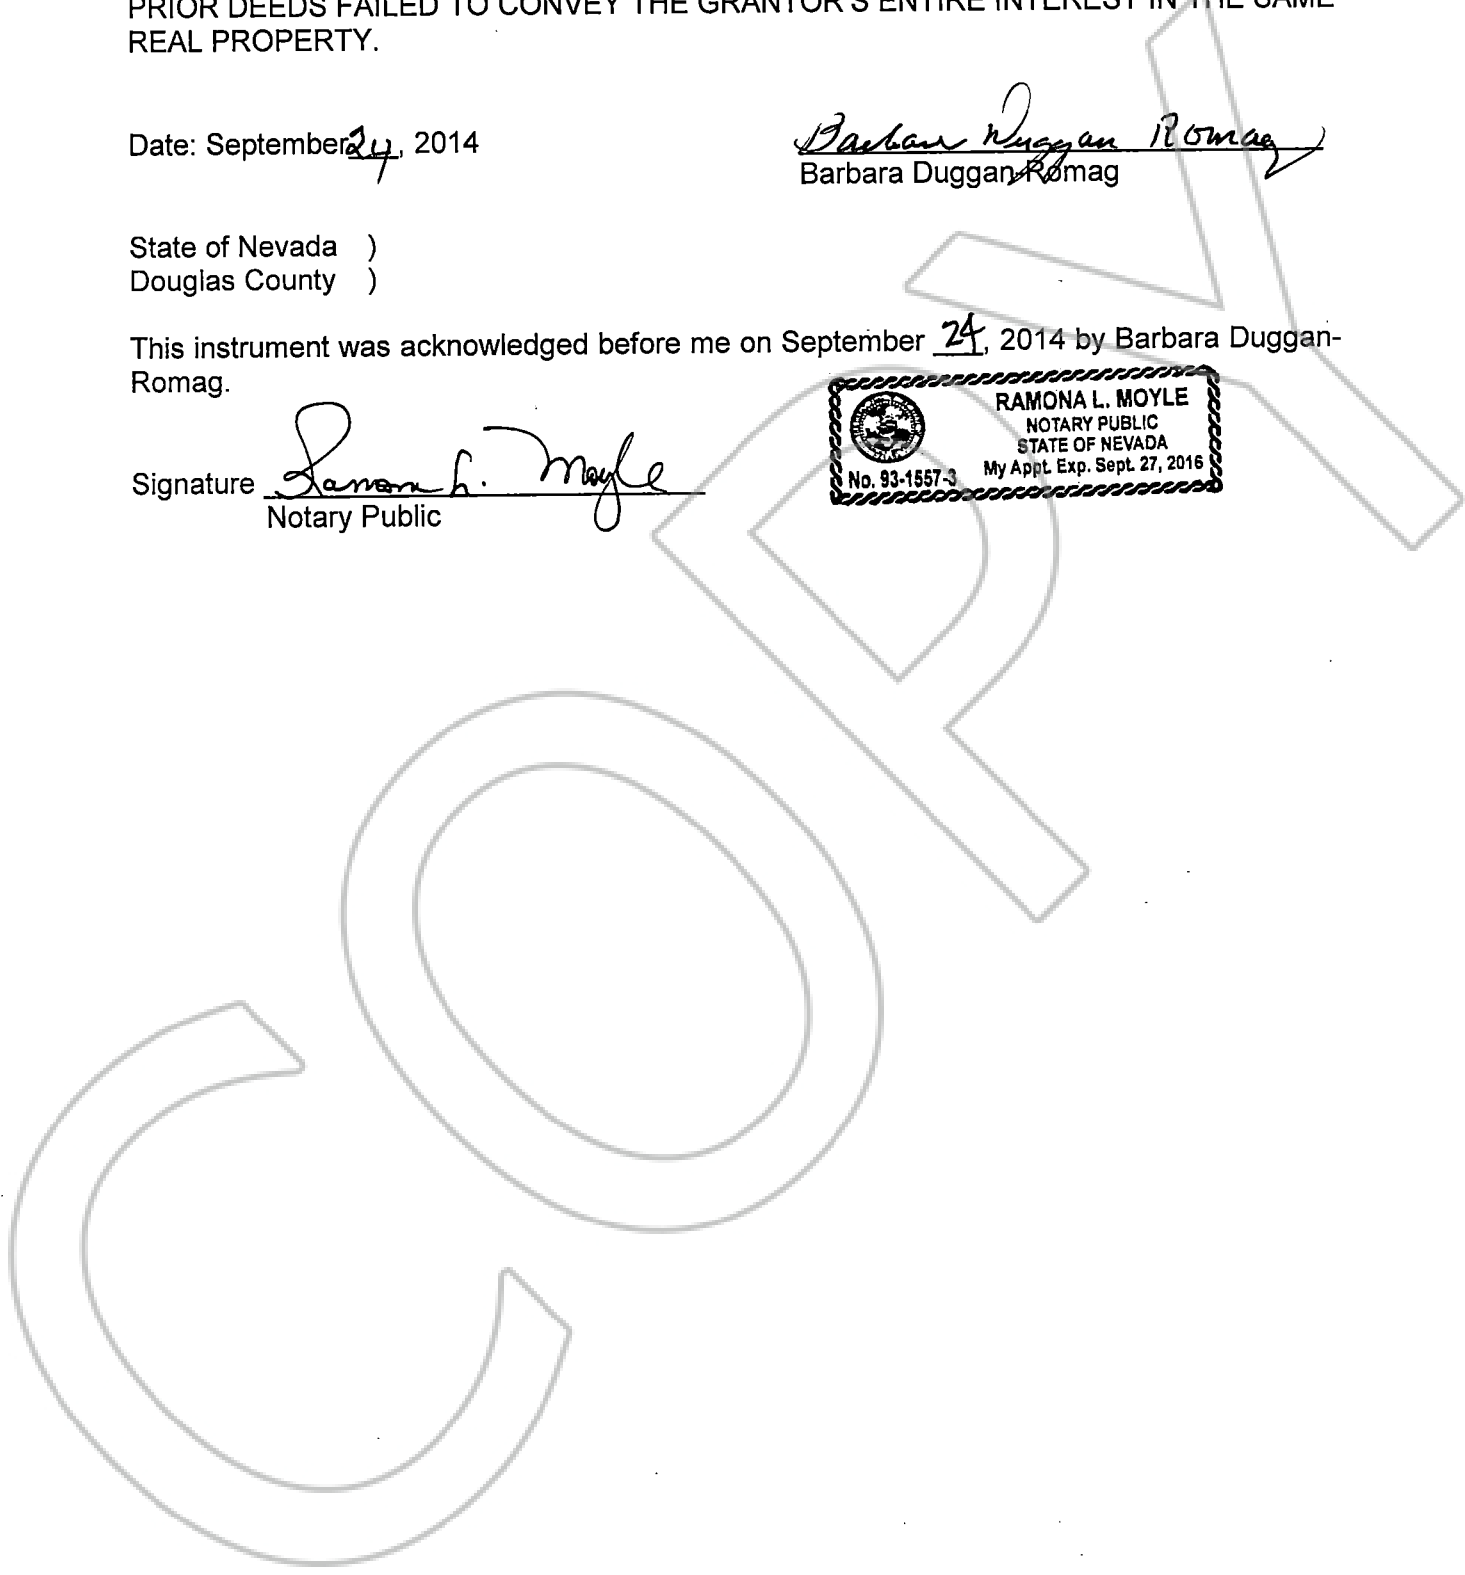 PRIOR DEEDS FAILED TO CONVEY THE GRANTOR'S ENTIRE INTEREST IN THE SAME
REAL PROPERTY.
Date: September 24, 2014
Barbara Duggan Romag
Barbara Duggan-Romag
State of Nevada )
Douglas County )
This instrument was acknowledged before me on September 24, 2014 by Barbara Duggan-
Romag.
RAMONA L. MOYLE
NOTARY PUBLIC
STATE OF NEVADA
No. 93-1557-3 My Appt. Exp. Sept. 27, 2016
Signature Ramona L. Moyle
Notary Public
COPY